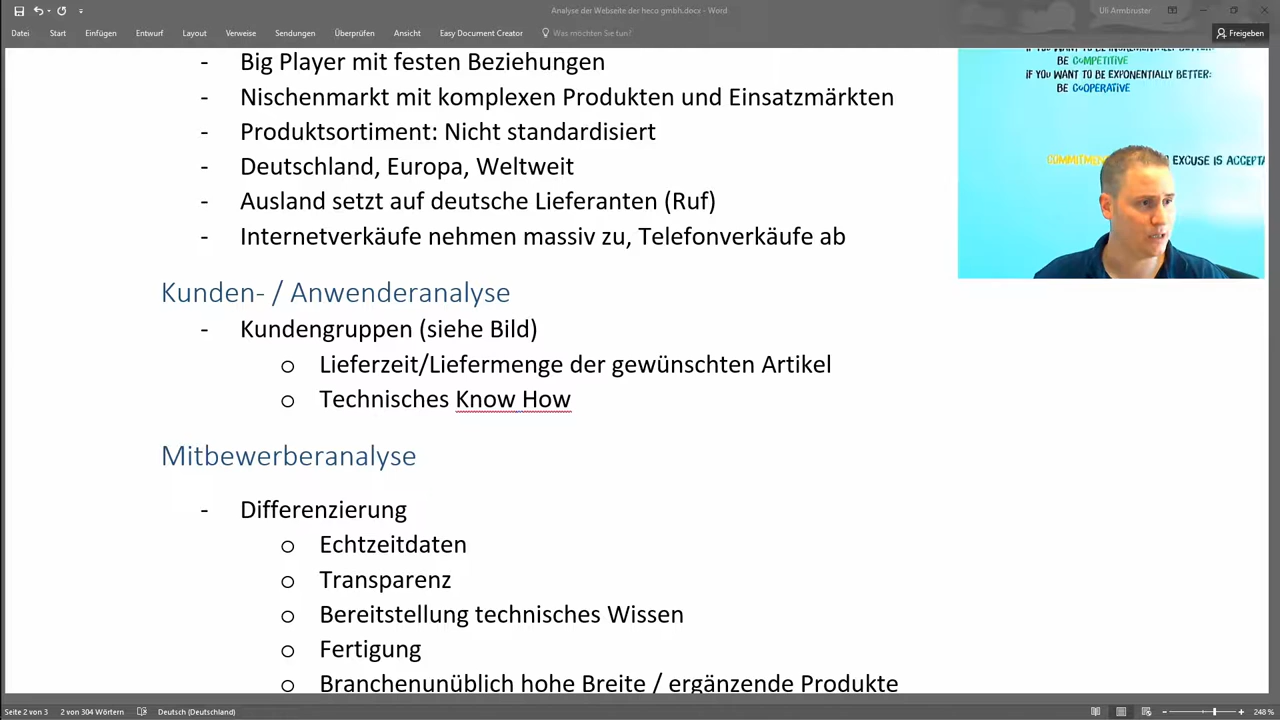 Analyse der Webseite der heca gmbh.docx - Word
Uli Armbruster
Datei Start Einfügen Entwurf Layout Verweise Sendungen Überprüfen Ansicht Easy Document Creator Was möchten Sie tun? Freigeben
- Big Player mit festen Beziehungen
- Nischenmarkt mit komplexen Produkten und Einsatzmärkten
- Produktsortiment: Nicht standardisiert
- Deutschland, Europa, Weltweit
- Ausland setzt auf deutsche Lieferanten (Ruf)
- Internetverkäufe nehmen massiv zu, Telefonverkäufe ab
Kunden- / Anwenderanalyse
- Kundengruppen (siehe Bild)
o Lieferzeit/Liefermenge der gewünschten Artikel
o Technisches Know How
Mitbewerberanalyse
- Differenzierung
o Echtzeitdaten
o Transparenz
o Bereitstellung technisches Wissen
o Fertigung
o Branchenunüblich hohe Breite / ergänzende Produkte
IF YOU WANT TO BE INCREMENTALLY BETTER:
BE COMPETITIVE
IF YOU WANT TO BE EXPONENTIALLY BETTER:
BE COOPERATIVE
EXCUSE IS
Seite 2 von 3 2 von 304 Wörtern Deutsch (Deutschland) 248 %